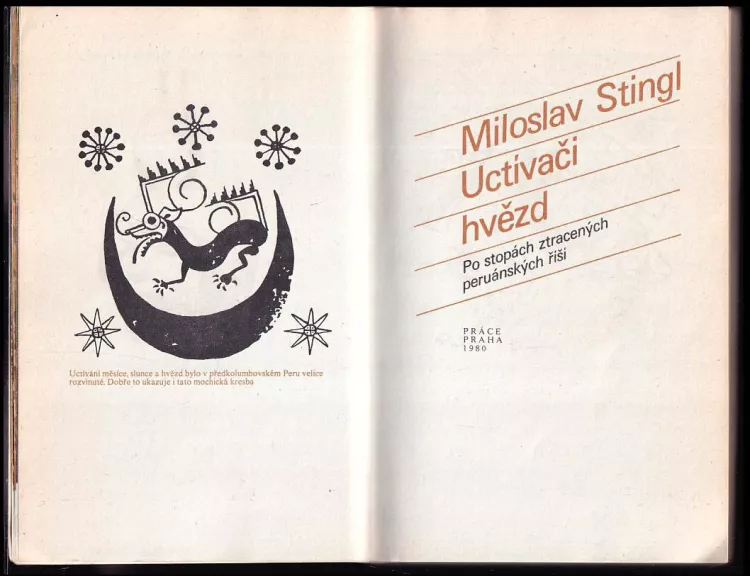 Uctívání měsíce, slunce a hvězd bylo v předkolumbovském Peru velice
rozvinuté. Dobře to ukazuje i tato mochická kresba
Miloslav Stingl
Uctívači
hvězd
Po stopách ztracených
peruánských říší
PRÁCE
PRAHA
1980